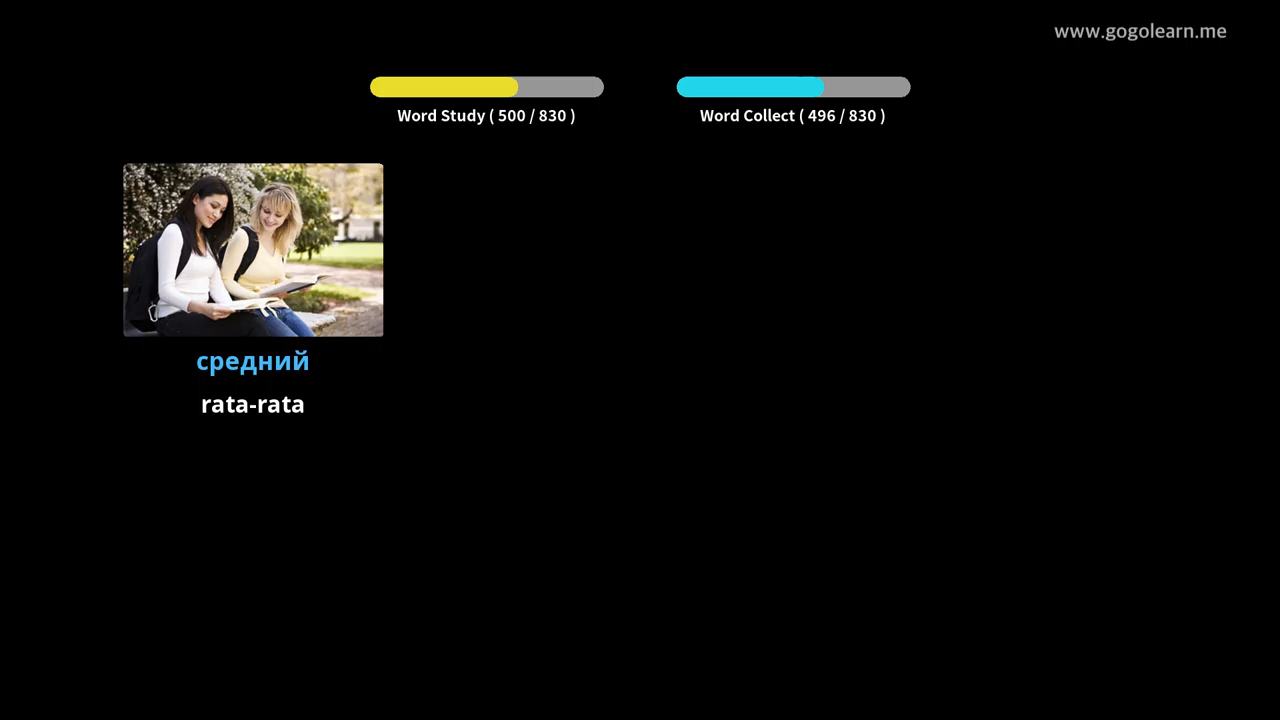 www.gogolearn.me
Word Study ( 500 / 830 )
Word Collect ( 496 / 830 )
средний
rata-rata